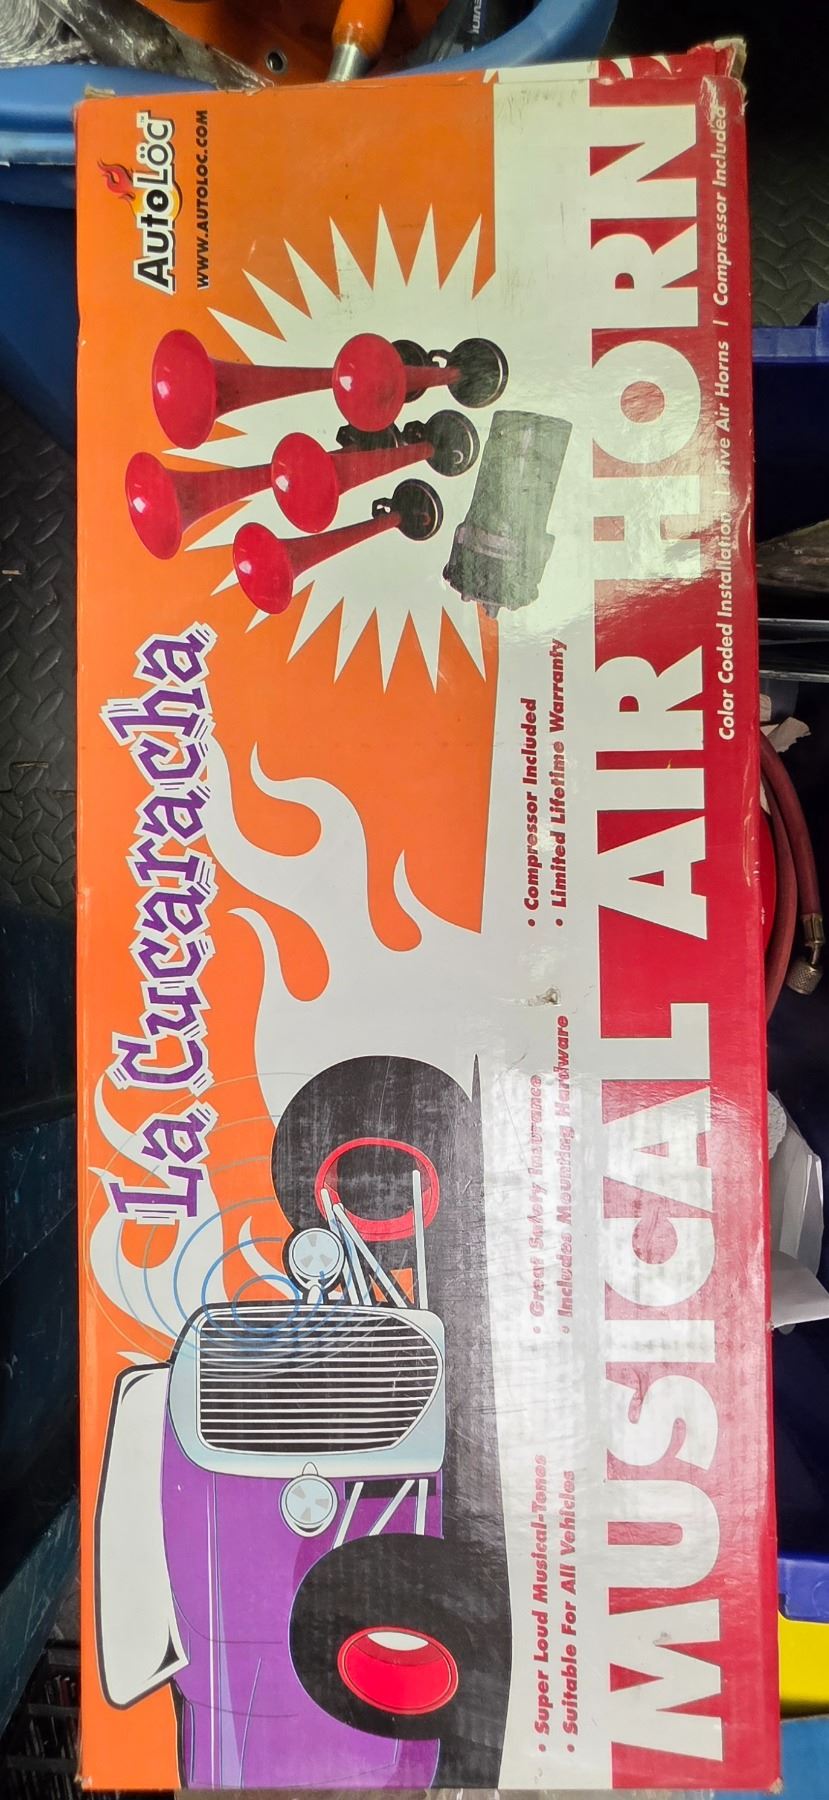 La Cucaracha
AutoLöc™
WWW.AUTOLOC.COM
• Super Loud Musical-Tones
• Suitable For All Vehicles
• Great Safety Insurance
• Includes Mounting Hardware
• Compressor Included
• Limited Lifetime Warranty
MUSICAL AIR HORN
Color Coded Installation | Five Air Horns | Compressor Included